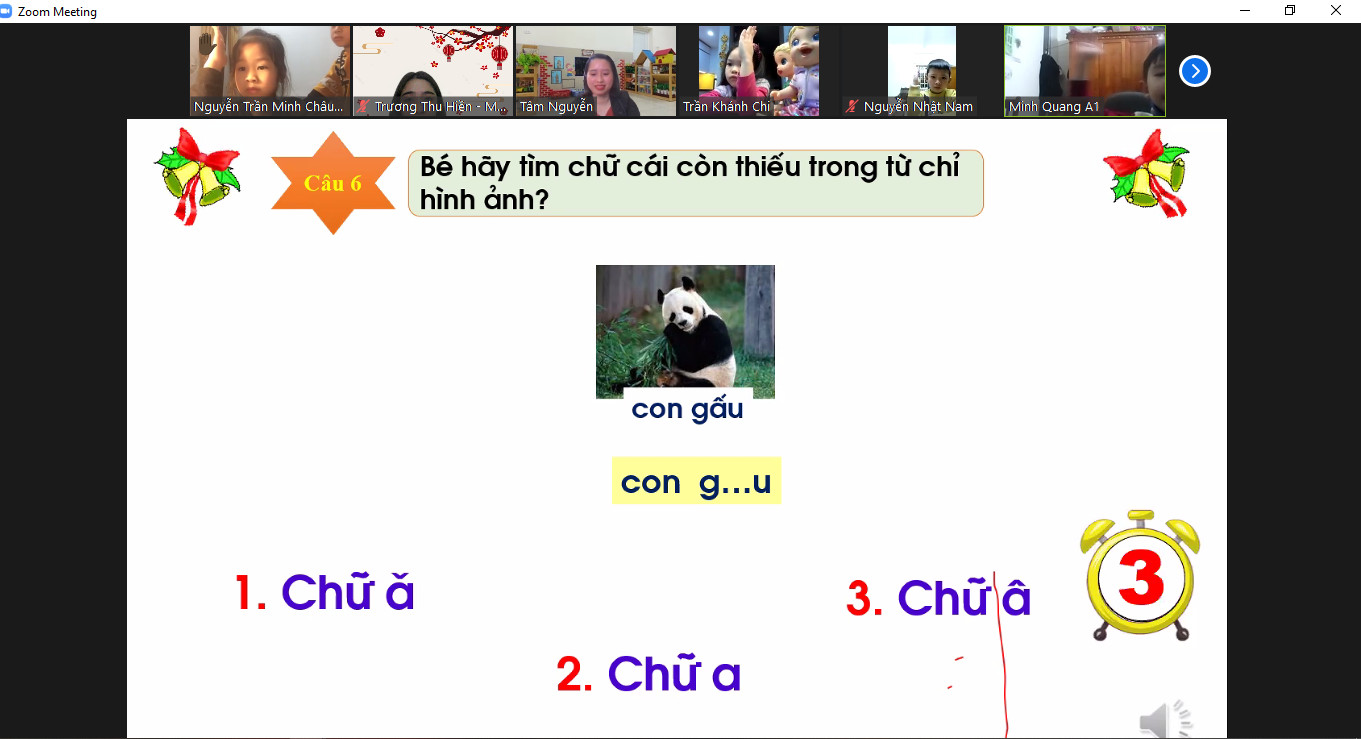 Zoom Meeting
Nguyễn Trần Minh Châu...
Trương Thu Hiền - M...
Tâm Nguyễn
Trần Khánh Chi
Nguyễn Nhật Nam
Minh Quang A1
Câu 6
Bé hãy tìm chữ cái còn thiếu trong từ chỉ
hình ảnh?
con gấu
con g...u
1. Chữ ă
3. Chữ â
3
2. Chữ a